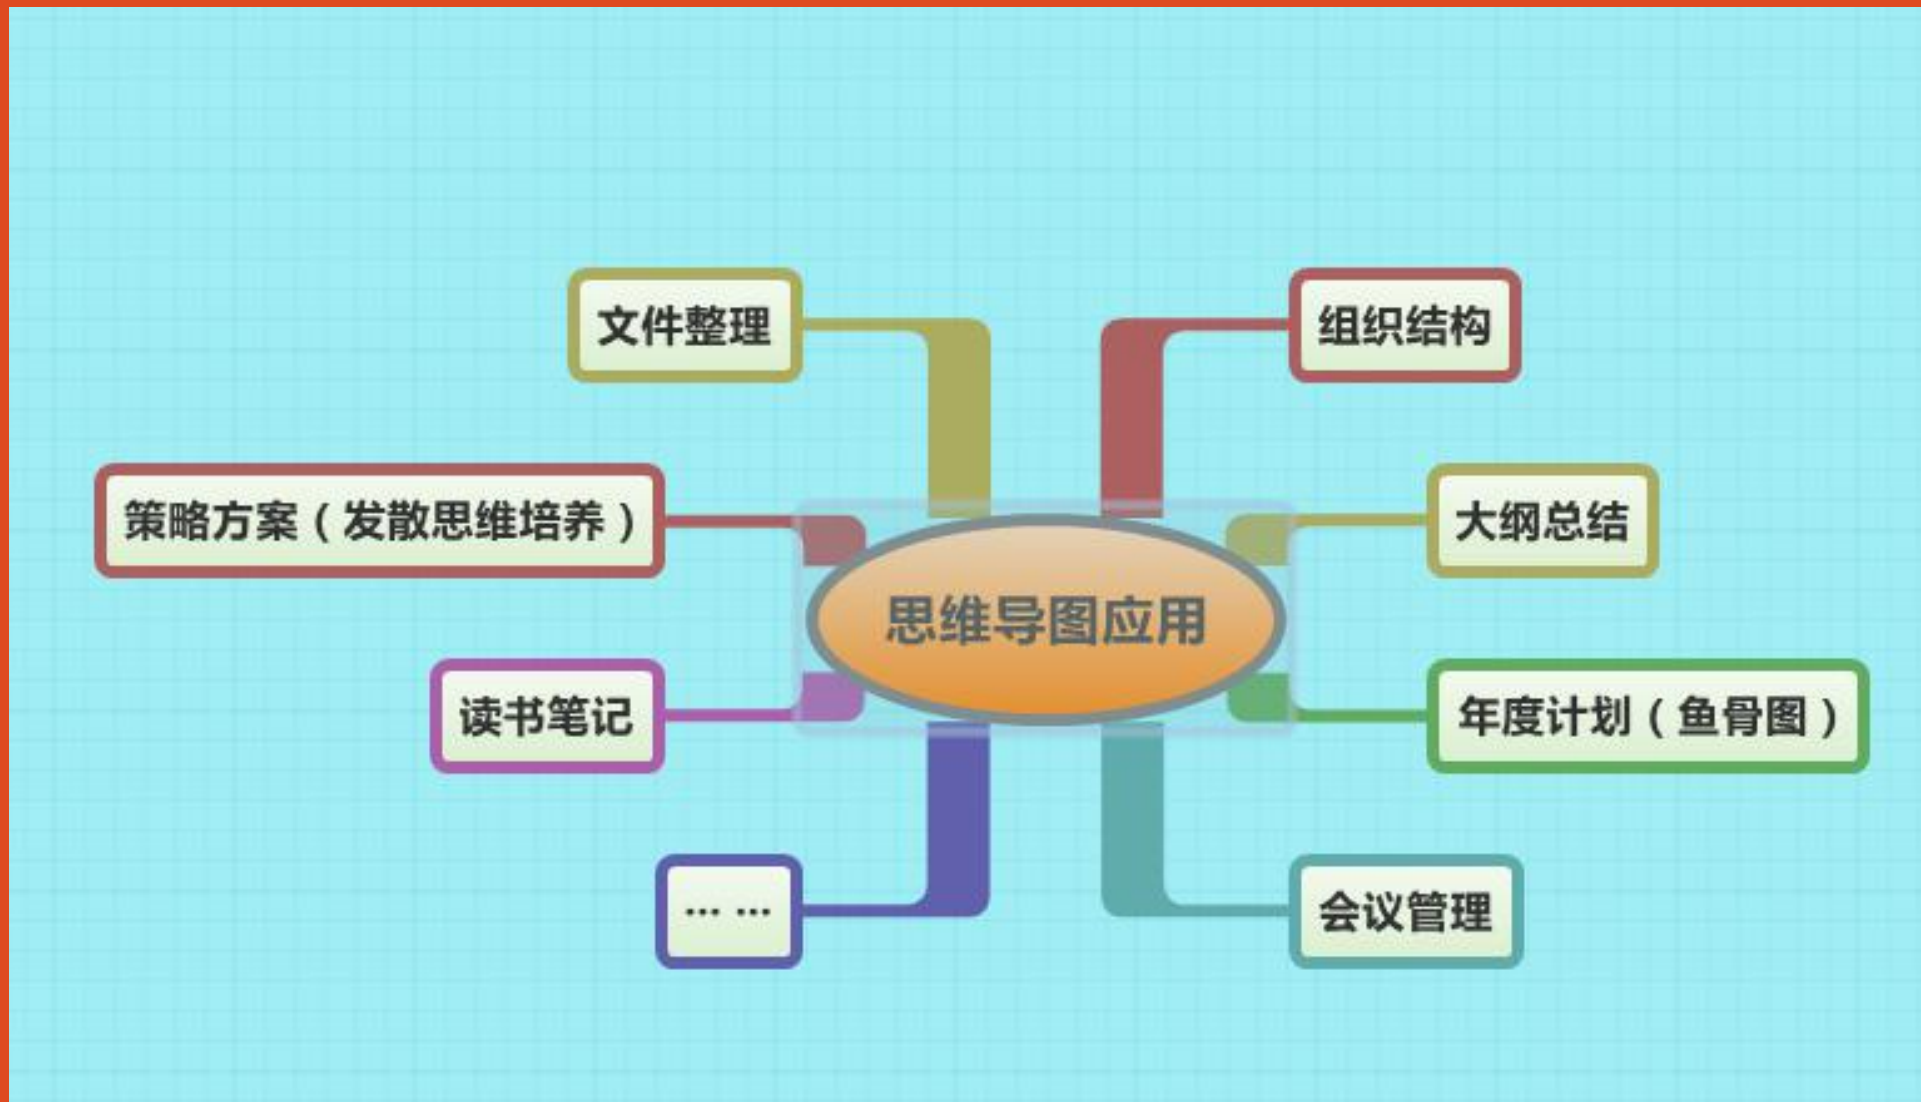 文件整理
组织结构
策略方案（发散思维培养）
大纲总结
思维导图应用
读书笔记
年度计划（鱼骨图）
… …
会议管理